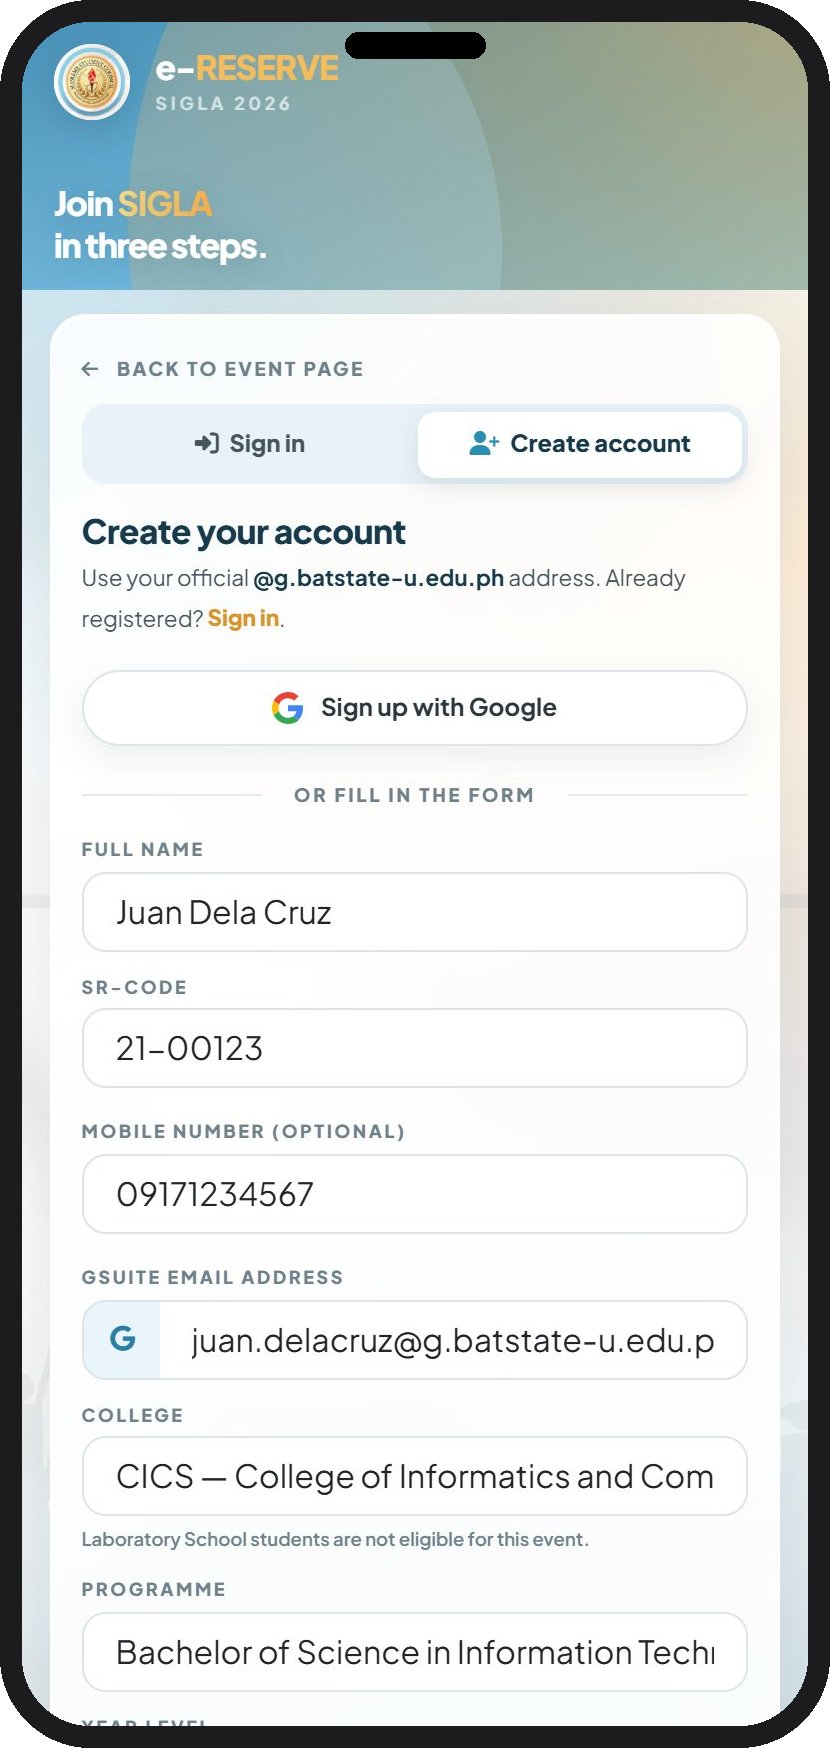 e-RESERVE
SIGLA 2026
Join SIGLA
in three steps.
← BACK TO EVENT PAGE
Sign in
Create account
Create your account
Use your official @g.batstate-u.edu.ph address. Already
registered? Sign in.
Sign up with Google
OR FILL IN THE FORM
FULL NAME
Juan Dela Cruz
SR-CODE
21-00123
MOBILE NUMBER (OPTIONAL)
09171234567
GSUITE EMAIL ADDRESS
G juan.delacruz@g.batstate-u.edu.p
COLLEGE
CICS — College of Informatics and Com
Laboratory School students are not eligible for this event.
PROGRAMME
Bachelor of Science in Information Tech
YEAR LEVEL